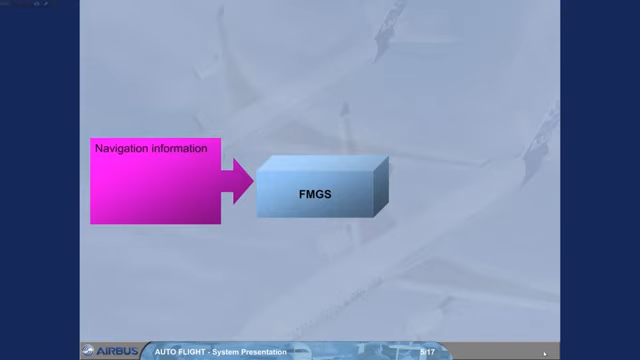 Navigation information
FMGS
AIRBUS
AUTO FLIGHT - System Presentation
5/17